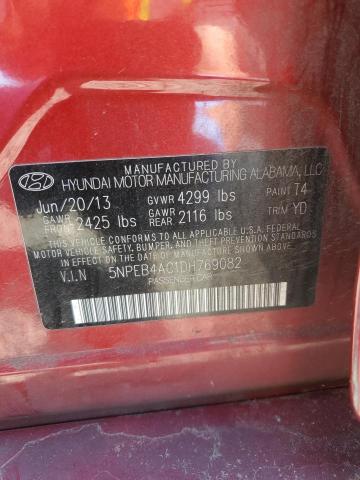 MANUFACTURED BY
HYUNDAI MOTOR MANUFACTURING ALABAMA, LLC
Jun/20/13 GVWR 4299 lbs PAINT T4
GAWR FRONT 2425 lbs GAWR REAR 2116 lbs TRIM YD
THIS VEHICLE CONFORMS TO ALL APPLICABLE U.S.A. FEDERAL
MOTOR VEHICLE SAFETY, BUMPER, AND THEFT PREVENTION
STANDARDS IN EFFECT ON THE DATE OF MANUFACTURE SHOWN ABOVE.
V.I.N 5NPEB4AC1DH769082
PASSENGER CAR